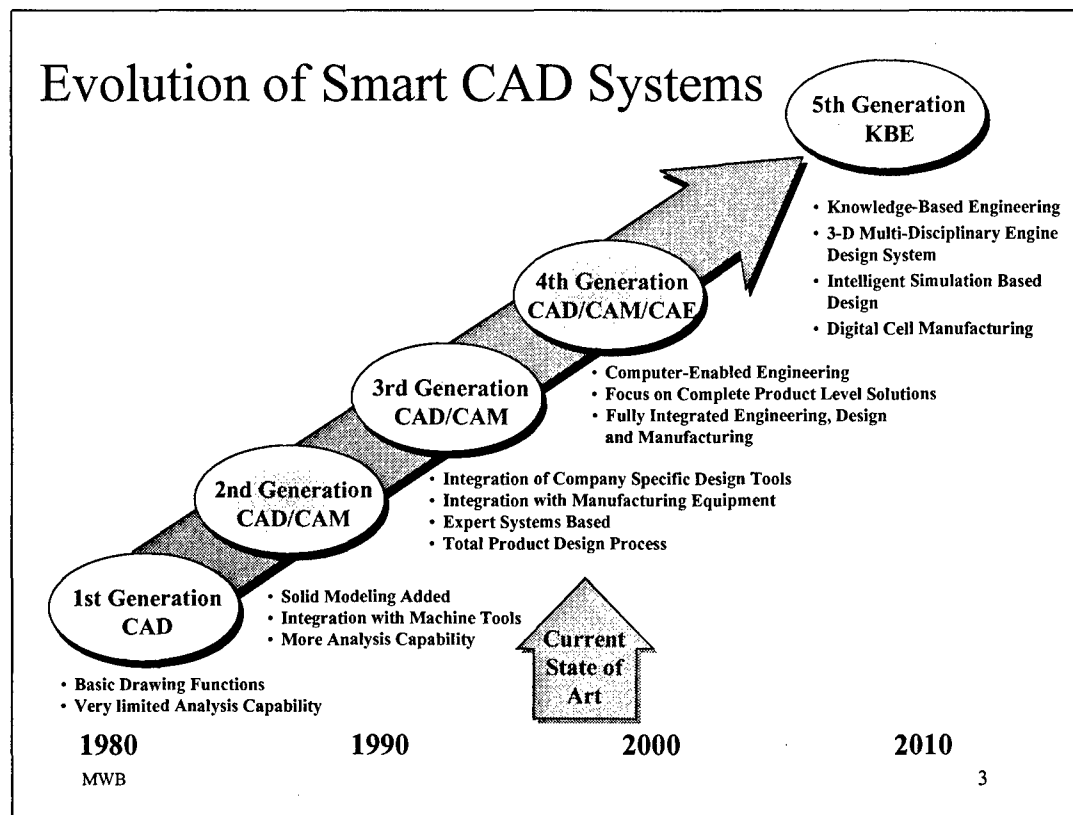 Evolution of Smart CAD Systems
5th Generation
KBE
• Knowledge-Based Engineering
• 3-D Multi-Disciplinary Engine
Design System
• Intelligent Simulation Based
Design
• Digital Cell Manufacturing
4th Generation
CAD/CAM/CAE
• Computer-Enabled Engineering
• Focus on Complete Product Level Solutions
• Fully Integrated Engineering, Design
and Manufacturing
3rd Generation
CAD/CAM
• Integration of Company Specific Design Tools
• Integration with Manufacturing Equipment
• Expert Systems Based
• Total Product Design Process
2nd Generation
CAD/CAM
• Solid Modeling Added
• Integration with Machine Tools
• More Analysis Capability
1st Generation
CAD
• Basic Drawing Functions
• Very limited Analysis Capability
Current
State of
Art
1980 1990 2000 2010
MWB 3